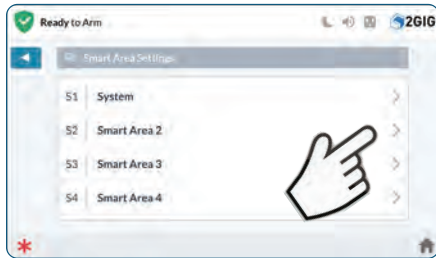 Ready to Arm
2GIG
Smart Area Settings
S1 System
S2 Smart Area 2
S3 Smart Area 3
S4 Smart Area 4